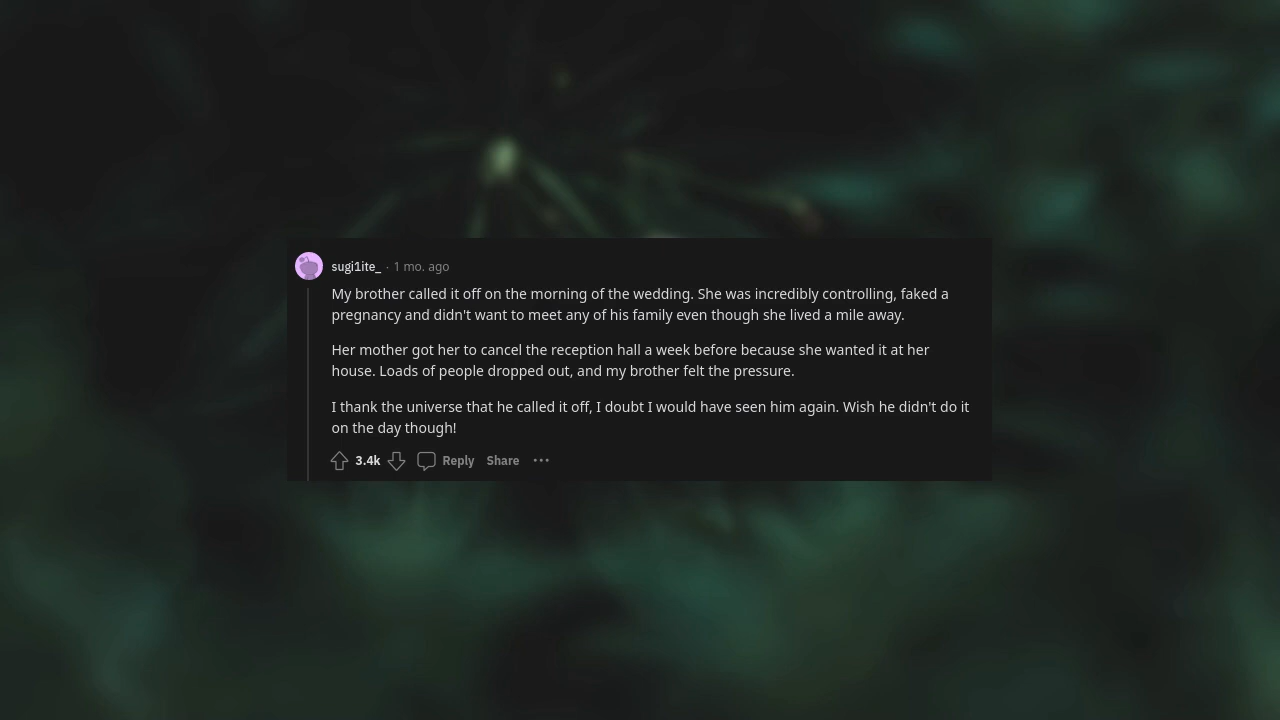 sugi1ite_ · 1 mo. ago
My brother called it off on the morning of the wedding. She was incredibly controlling, faked a
pregnancy and didn't want to meet any of his family even though she lived a mile away.
Her mother got her to cancel the reception hall a week before because she wanted it at her
house. Loads of people dropped out, and my brother felt the pressure.
I thank the universe that he called it off, I doubt I would have seen him again. Wish he didn't do it
on the day though!
3.4k Reply Share